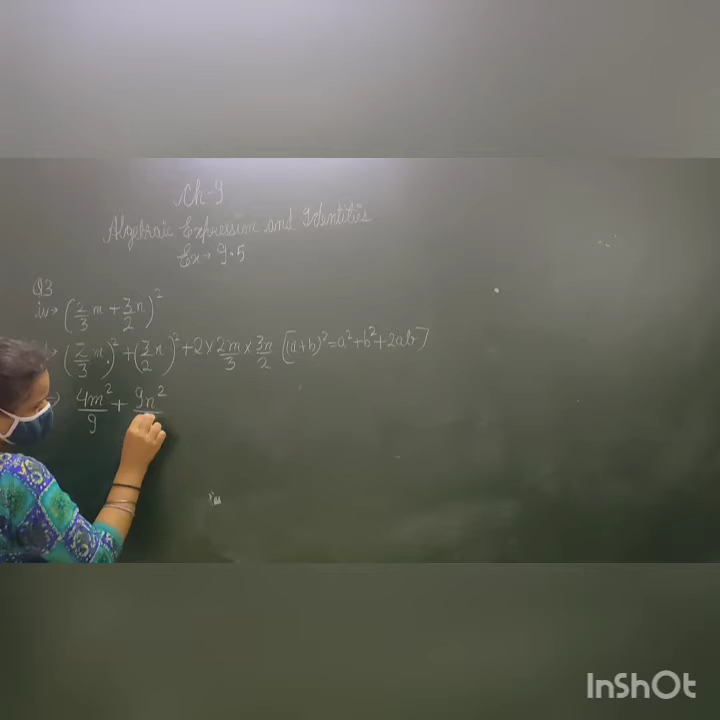 Ch-9
Algebraic Expression and Identities
Ex → 9.5
Q3
iv → (2/3 m + 3/2 n)²
(2/3 m)² + (3/2 n)² + 2 × 2m/3 × 3n/2 [(a+b)² = a² + b² + 2ab]
4m²/9 + 9n²
InShOt